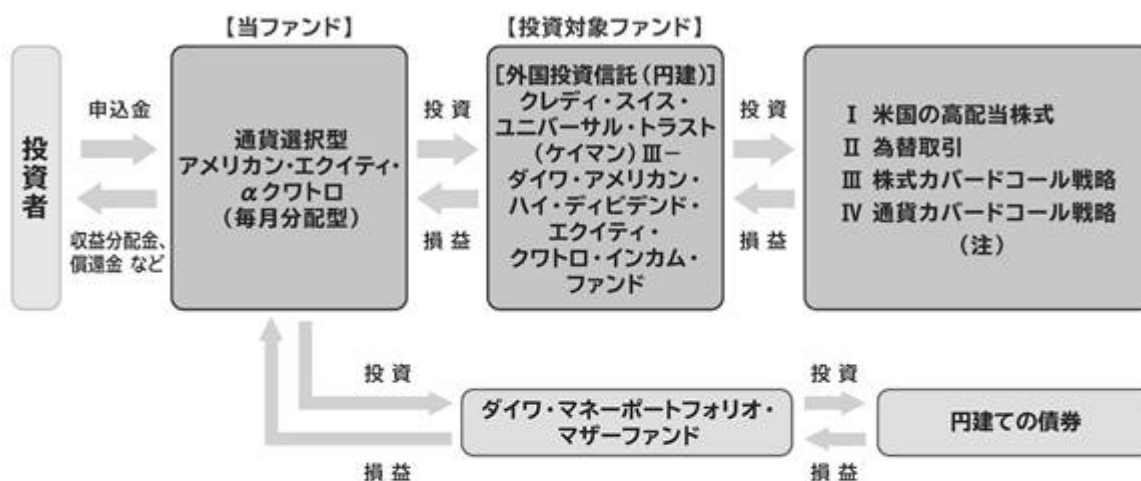 【当ファンド】
【投資対象ファンド】
投資者
申込金
収益分配金、
償還金 など
通貨選択型
アメリカン・エクイティ・
αクワトロ
(毎月分配型)
投資
損益
[外国投資信託(円建)]
クレディ・スイス・
ユニバーサル・トラスト
(ケイマン)Ⅲ－
ダイワ・アメリカン・
ハイ・ディビデンド・
エクイティ・
クワトロ・インカム・
ファンド
投資
損益
Ⅰ 米国の高配当株式
Ⅱ 為替取引
Ⅲ 株式カバードコール戦略
Ⅳ 通貨カバードコール戦略
(注)
投資
損益
ダイワ・マネーポートフォリオ・
マザーファンド
投資
損益
円建ての債券